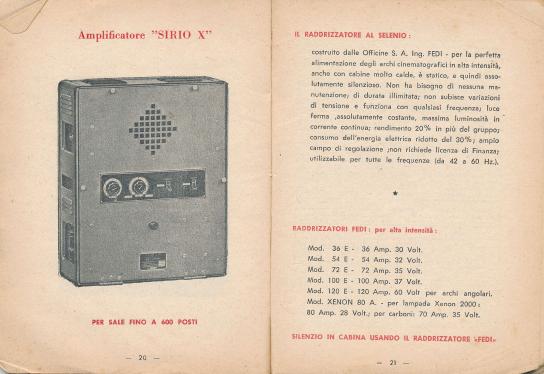 Amplificatore "SIRIO X"
PER SALE FINO A 600 POSTI
— 20 —
IL RADDRIZZATORE AL SELENIO :
costruito dalle Officine S. A. Ing. FEDI - per la perfetta
alimentazione degli archi cinematografici in alta intensità,
anche con cabine molto calde, è statico, e quindi asso-
lutamente silenzioso. Non ha bisogno di nessuna ma-
nutenzione; di durata illimitata; non subisce variazioni
di tensione e funziona con qualsiasi frequenza; luce
ferma ,assolutamente costante, massima luminosità in
corrente continua; rendimento 20% in più del gruppo;
consumo dell'energia elettrica ridotto del 30%; ampio
campo di regolazione ;non richiede licenza di Finanza;
utilizzabile per tutte le frequenze (da 42 a 60 Hz.).
★
RADDRIZZATORI FEDI : per alta intensità :
Mod. 36 E - 36 Amp. 30 Volt.
Mod. 54 E - 54 Amp. 32 Volt.
Mod. 72 E - 72 Amp. 35 Volt.
Mod. 100 E - 100 Amp. 37 Volt.
Mod. 120 E - 120 Amp. 60 Volt per archi angolari.
Mod. XENON 80 A. - per lampada Xenon 2000 :
80 Amp. 28 Volt.; per carboni: 70 Amp. 35 Volt.
SILENZIO IN CABINA USANDO IL RADDRIZZATORE «FEDI»
— 21 —